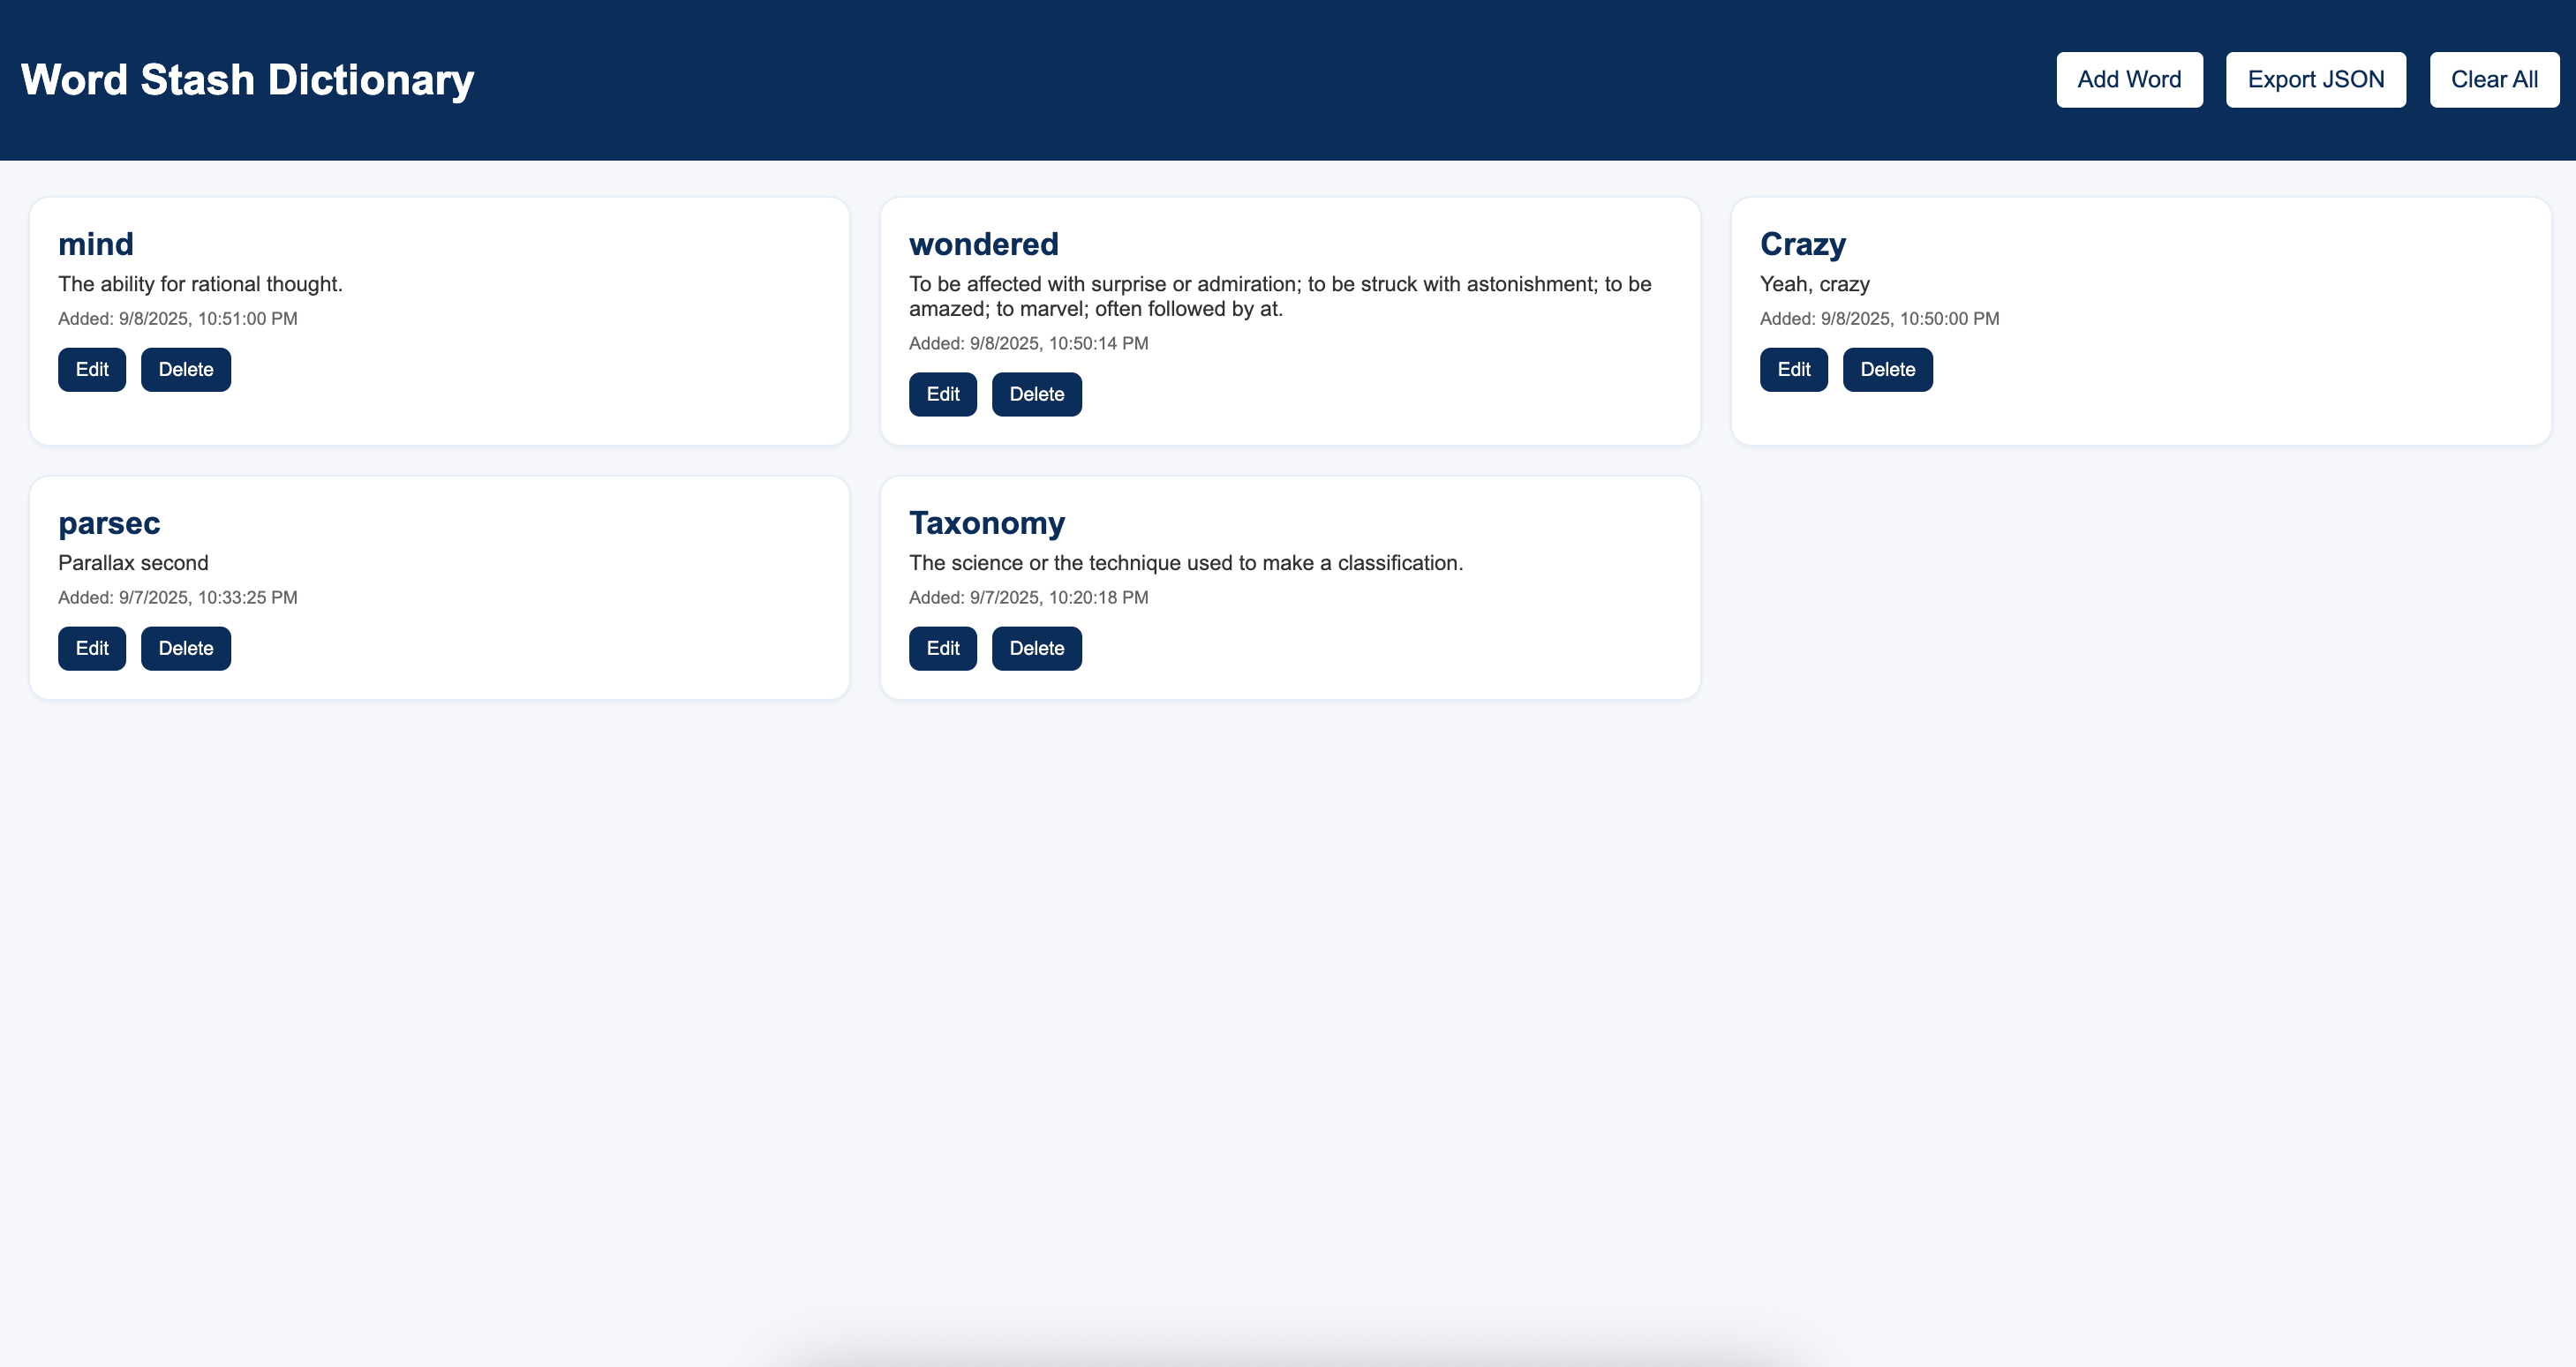 Word Stash Dictionary
Add Word
Export JSON
Clear All
mind
The ability for rational thought.
Added: 9/8/2025, 10:51:00 PM
Edit
Delete
wondered
To be affected with surprise or admiration; to be struck with astonishment; to be
amazed; to marvel; often followed by at.
Added: 9/8/2025, 10:50:14 PM
Edit
Delete
Crazy
Yeah, crazy
Added: 9/8/2025, 10:50:00 PM
Edit
Delete
parsec
Parallax second
Added: 9/7/2025, 10:33:25 PM
Edit
Delete
Taxonomy
The science or the technique used to make a classification.
Added: 9/7/2025, 10:20:18 PM
Edit
Delete